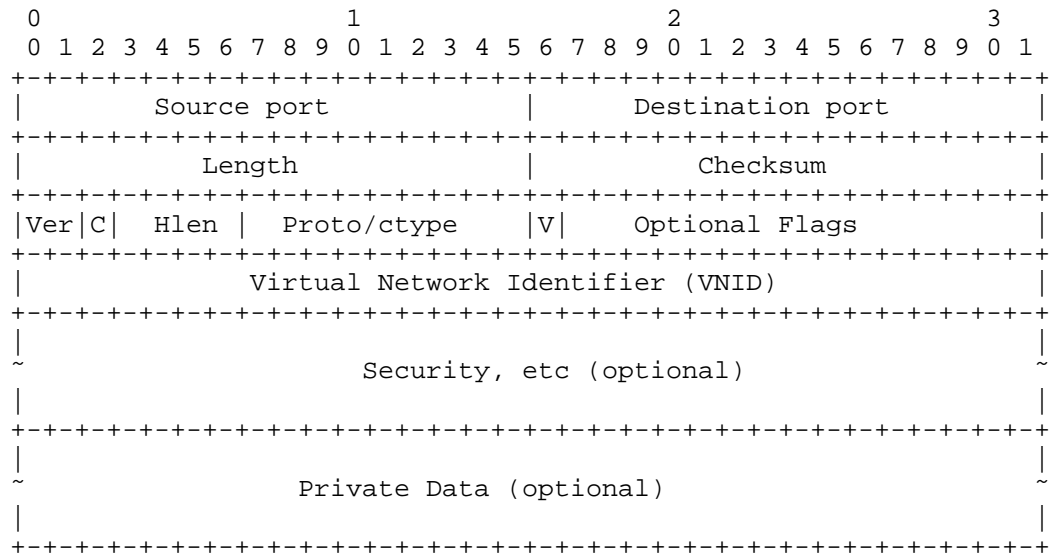 0                   1                   2                   3
 0 1 2 3 4 5 6 7 8 9 0 1 2 3 4 5 6 7 8 9 0 1 2 3 4 5 6 7 8 9 0 1
+-+-+-+-+-+-+-+-+-+-+-+-+-+-+-+-+-+-+-+-+-+-+-+-+-+-+-+-+-+-+-+-+
|        Source port            |      Destination port         |
+-+-+-+-+-+-+-+-+-+-+-+-+-+-+-+-+-+-+-+-+-+-+-+-+-+-+-+-+-+-+-+-+
|           Length              |          Checksum             |
+-+-+-+-+-+-+-+-+-+-+-+-+-+-+-+-+-+-+-+-+-+-+-+-+-+-+-+-+-+-+-+-+
|Ver|C|  Hlen |  Proto/ctype    |V|    Optional Flags           |
+-+-+-+-+-+-+-+-+-+-+-+-+-+-+-+-+-+-+-+-+-+-+-+-+-+-+-+-+-+-+-+-+
|              Virtual Network Identifier (VNID)                |
+-+-+-+-+-+-+-+-+-+-+-+-+-+-+-+-+-+-+-+-+-+-+-+-+-+-+-+-+-+-+-+-+
|                                                               |
~                     Security, etc (optional)                  ~
|                                                               |
+-+-+-+-+-+-+-+-+-+-+-+-+-+-+-+-+-+-+-+-+-+-+-+-+-+-+-+-+-+-+-+-+
|                                                               |
~                 Private Data (optional)                       ~
|                                                               |
+-+-+-+-+-+-+-+-+-+-+-+-+-+-+-+-+-+-+-+-+-+-+-+-+-+-+-+-+-+-+-+-+